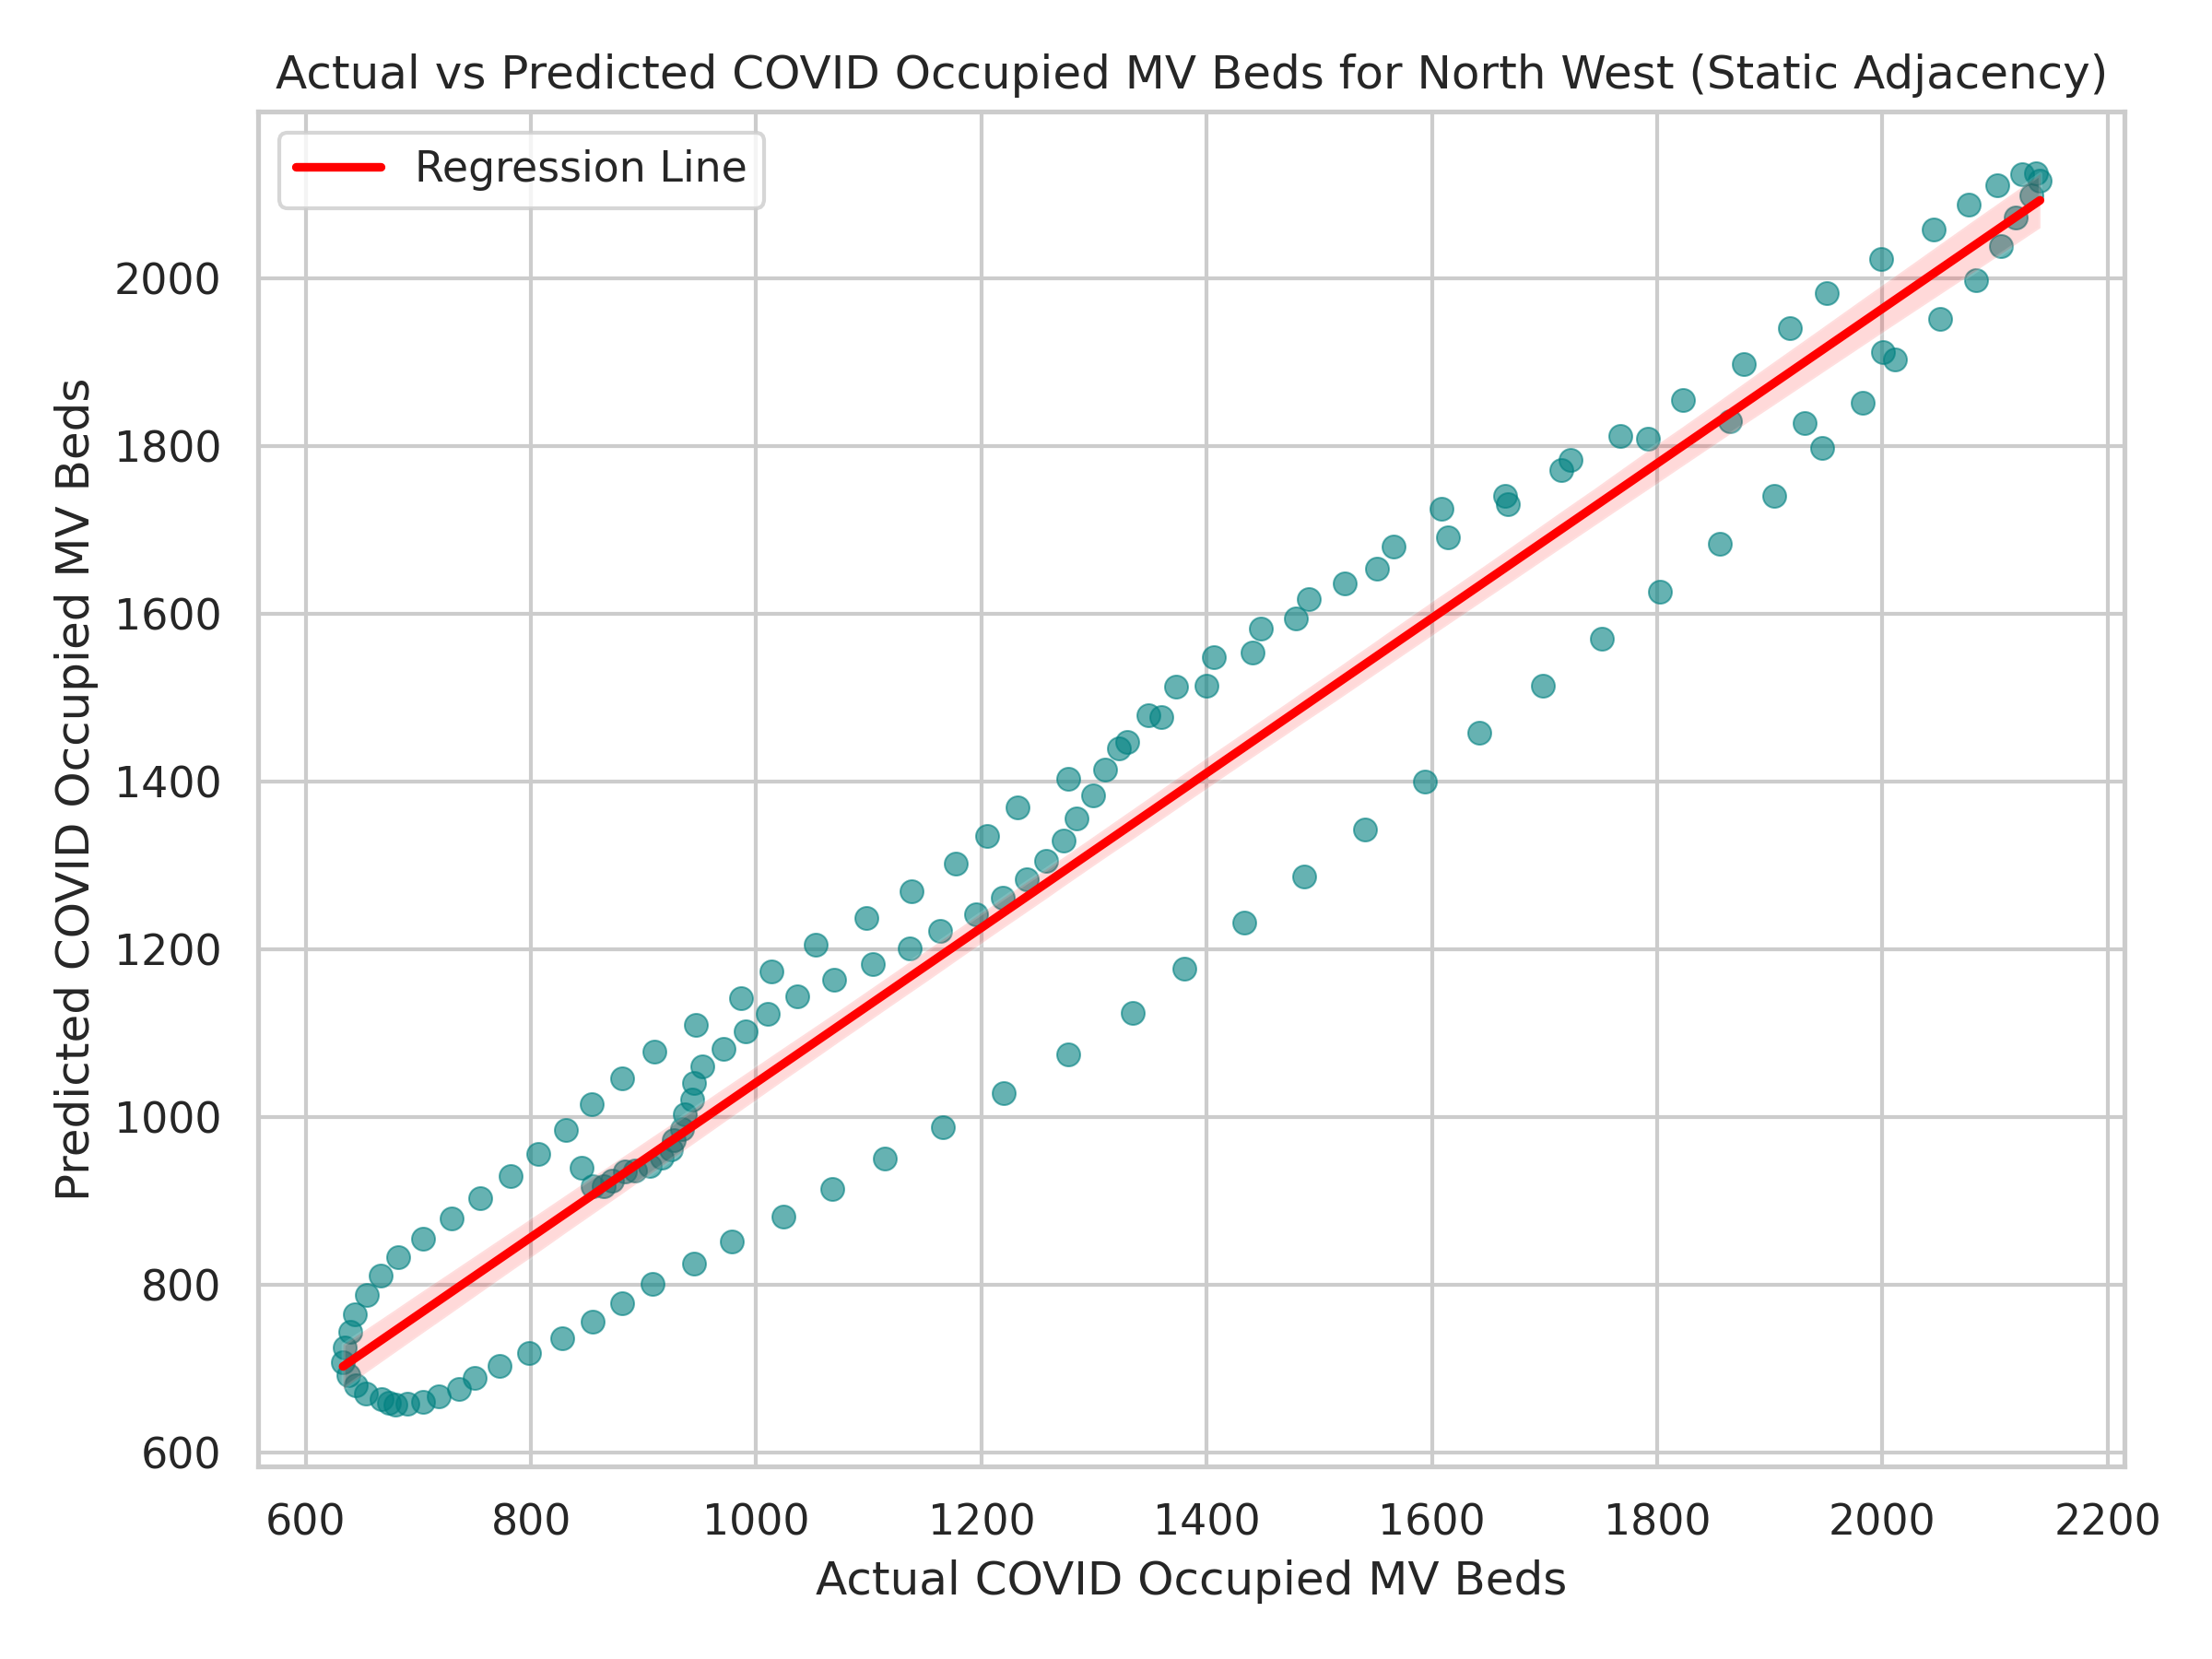 Actual vs Predicted COVID Occupied MV Beds for North West (Static Adjacency)
Regression Line
Predicted COVID Occupied MV Beds
2000
1800
1600
1400
1200
1000
800
600
600 800 1000 1200 1400 1600 1800 2000 2200
Actual COVID Occupied MV Beds